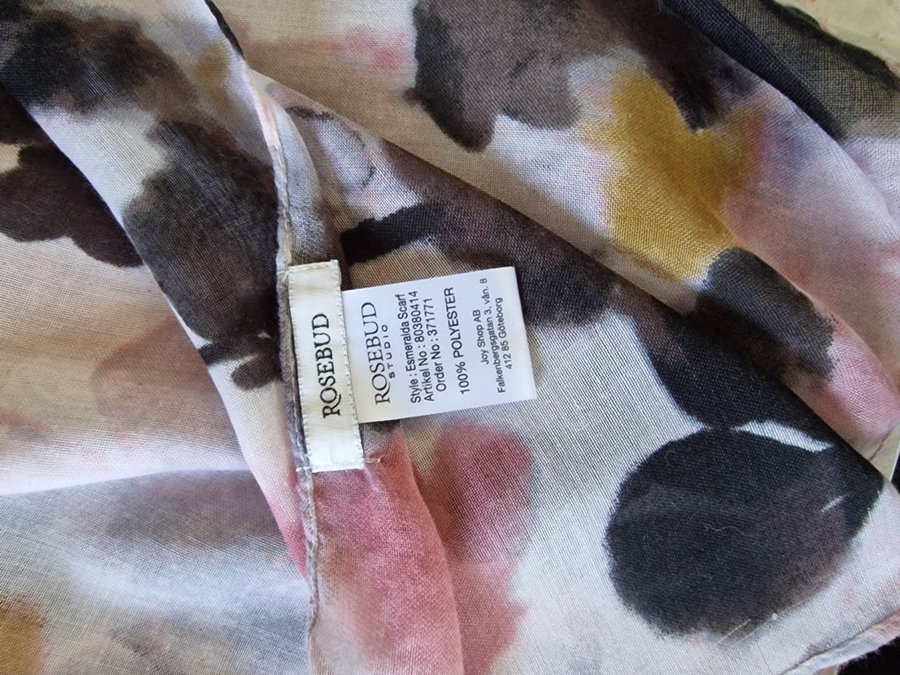 ROSEBUD
ROSEBUD
STUDIO
Style : Esmeralda Scarf
Artikel No : 80380414
Order No : 371771
100% POLYESTER
Joy Shop AB
Falkenbergsgatan 3, vån. 8
412 85 Göteborg